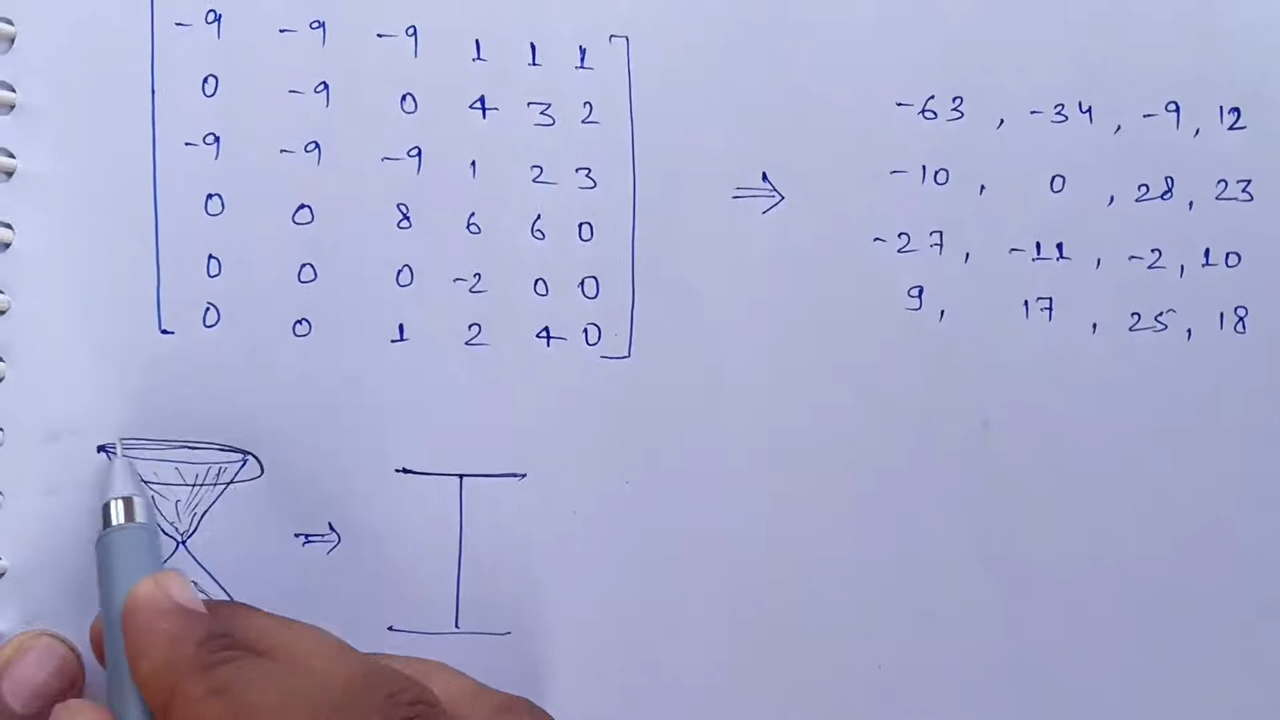 -9 -9 -9 1 1 1
0 -9 0 4 3 2
-9 -9 -9 1 2 3
0 0 8 6 6 0
0 0 0 -2 0 0
0 0 1 2 4 0
⇒
-63, -34, -9, 12
-10, 0, 28, 23
-27, -11, -2, 10
9, 17, 25, 18
⇒